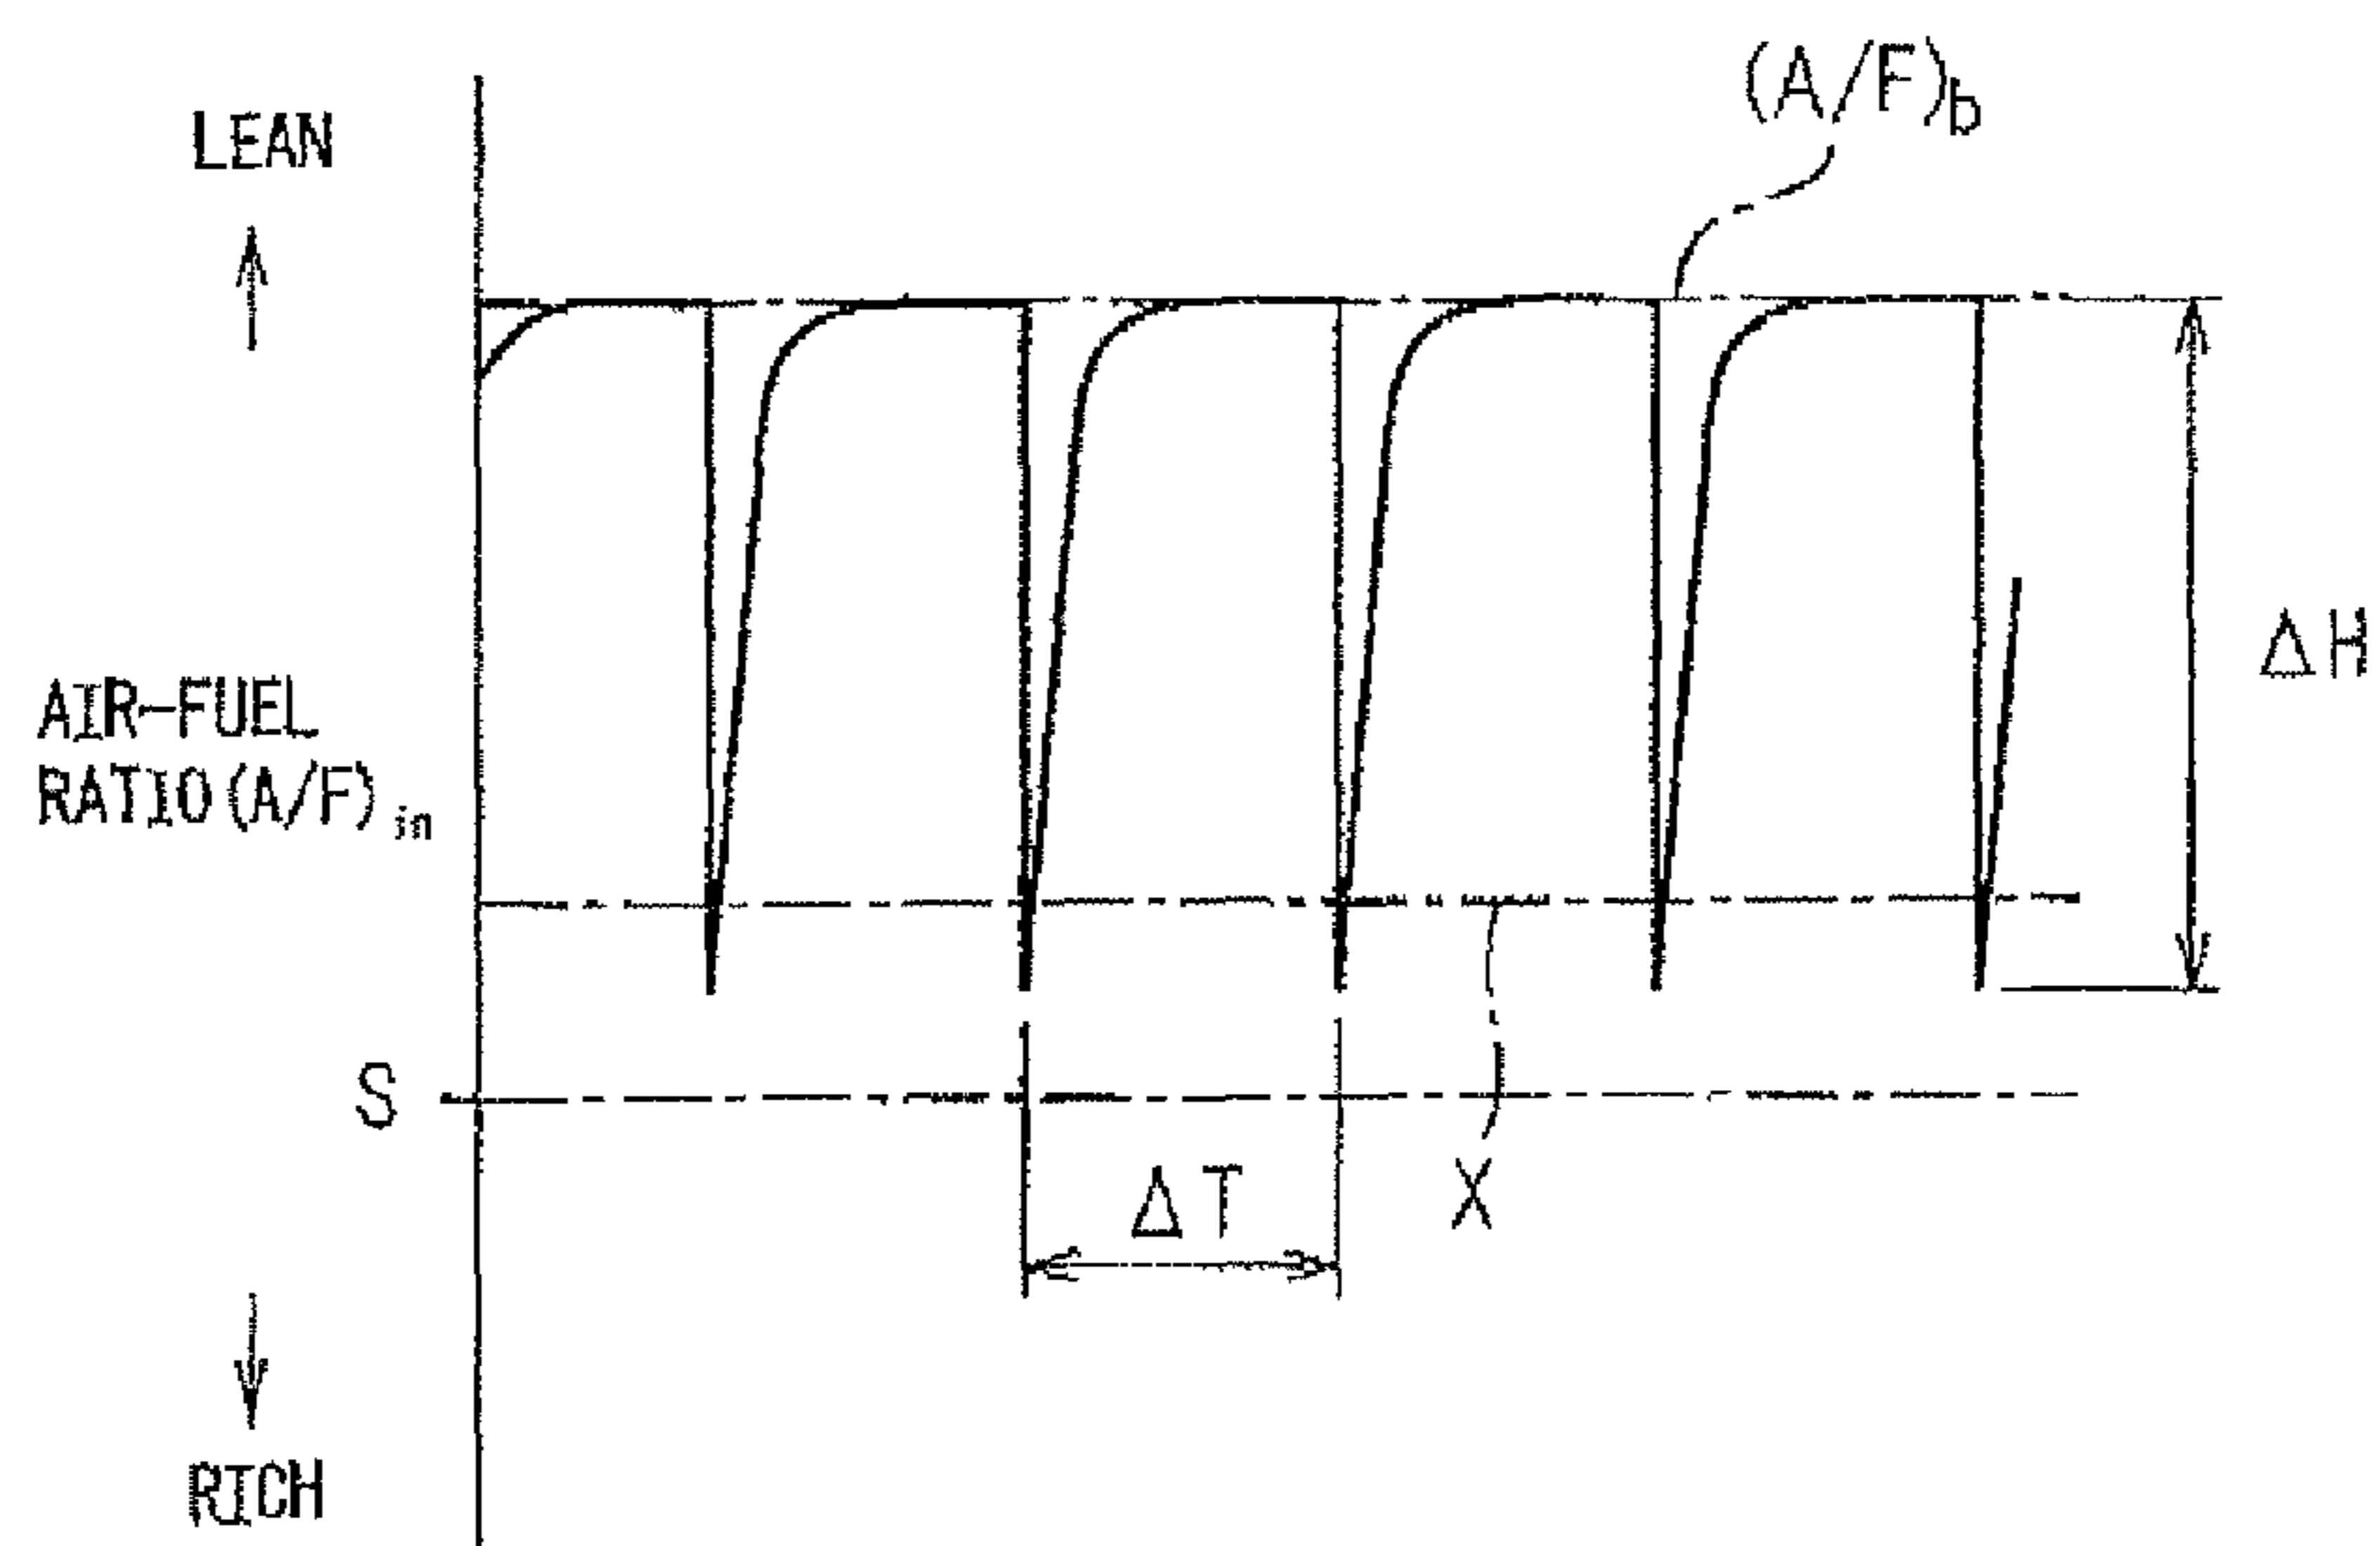 (A/F)b
LEAN
ΔH
AIR-FUEL
RATIO (A/F)in
S
ΔT
X
RICH